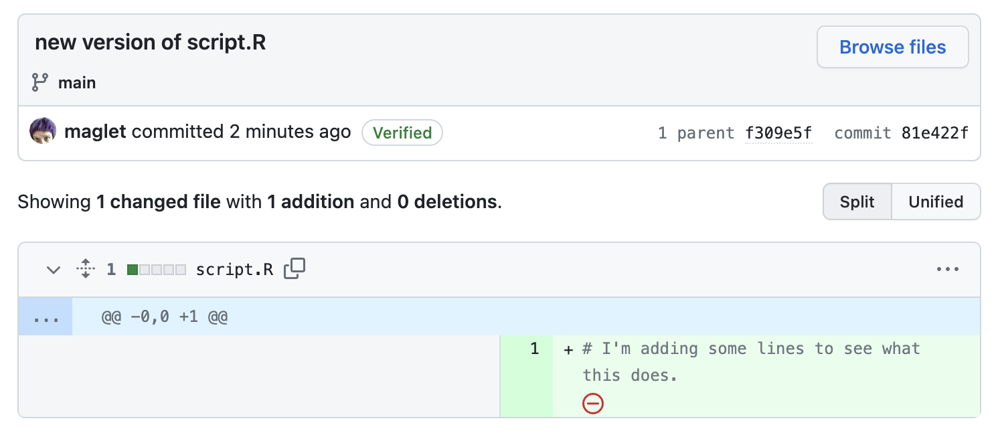 new version of script.R
Browse files
main
maglet committed 2 minutes ago Verified 1 parent f309e5f commit 81e422f
Showing 1 changed file with 1 addition and 0 deletions.
Split Unified
1 script.R
... @@ -0,0 +1 @@
1 + # I'm adding some lines to see what
this does.